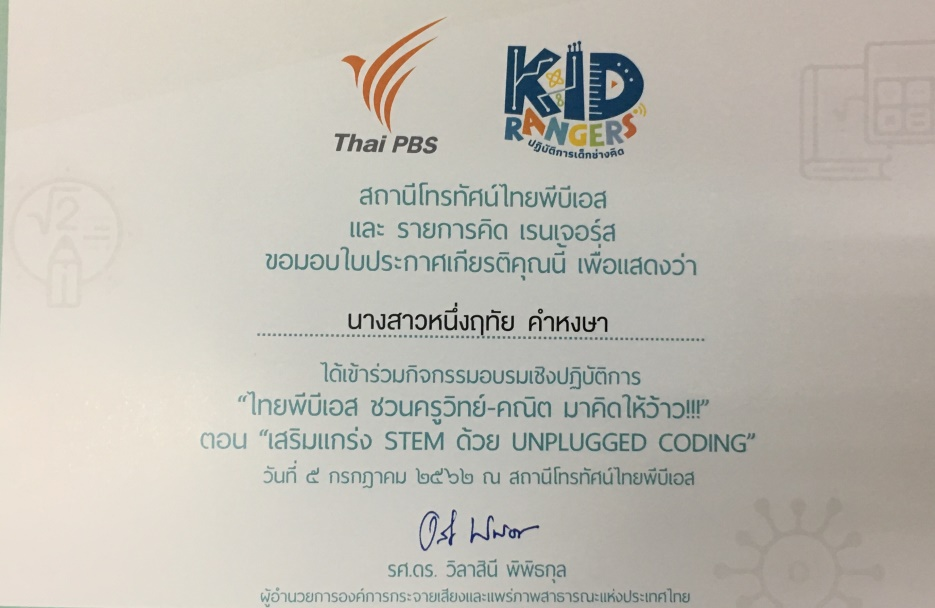 Thai PBS
KID
RANGERS
ปฏิบัติการเด็กช่างคิด
สถานีโทรทัศน์ไทยพีบีเอส
และ รายการคิด เรนเจอร์ส
ขอมอบใบประกาศเกียรติคุณนี้ เพื่อแสดงว่า
นางสาวหนึ่งฤทัย คำหงษา
ได้เข้าร่วมกิจกรรมอบรมเชิงปฏิบัติการ
“ไทยพีบีเอส ชวนครูวิทย์-คณิต มาคิดให้ว้าว!!!”
ตอน “เสริมแกร่ง STEM ด้วย UNPLUGGED CODING”
วันที่ ๕ กรกฎาคม ๒๕๖๒ ณ สถานีโทรทัศน์ไทยพีบีเอส
รศ.ดร. วิลาสินี พิพิธกุล
ผู้อำนวยการองค์การกระจายเสียงและแพร่ภาพสาธารณะแห่งประเทศไทย